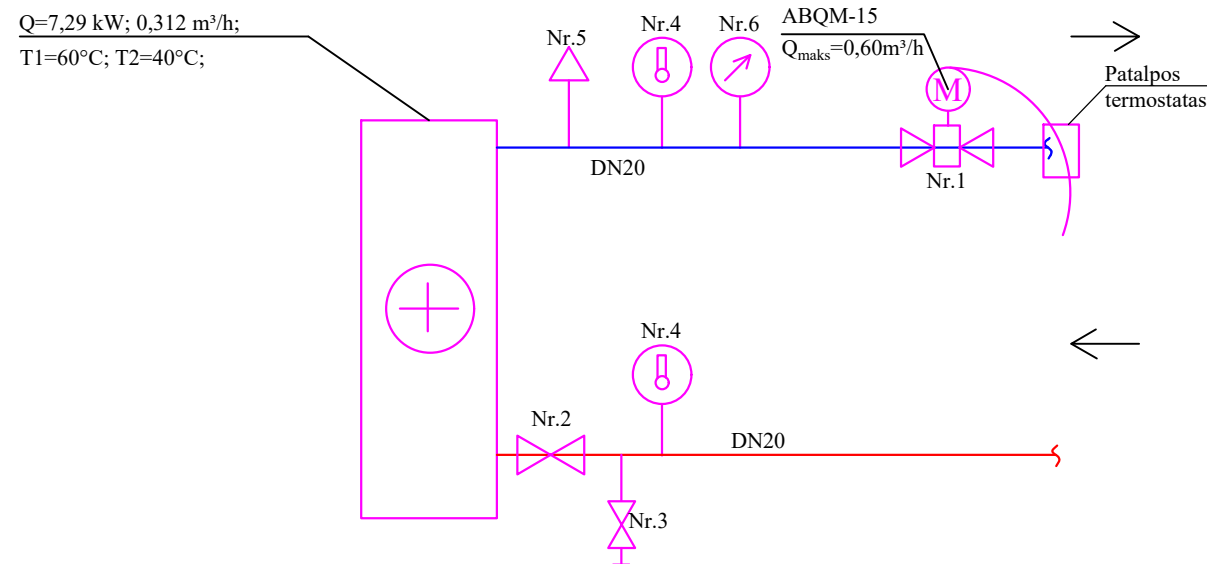 Q=7,29 kW; 0,312 m³/h;
T1=60°C; T2=40°C;
Nr.5
Nr.4
Nr.6
ABQM-15
Qmaks=0,60m³/h
M
Patalpos
termostatas
DN20
Nr.1
Nr.4
Nr.2
DN20
Nr.3